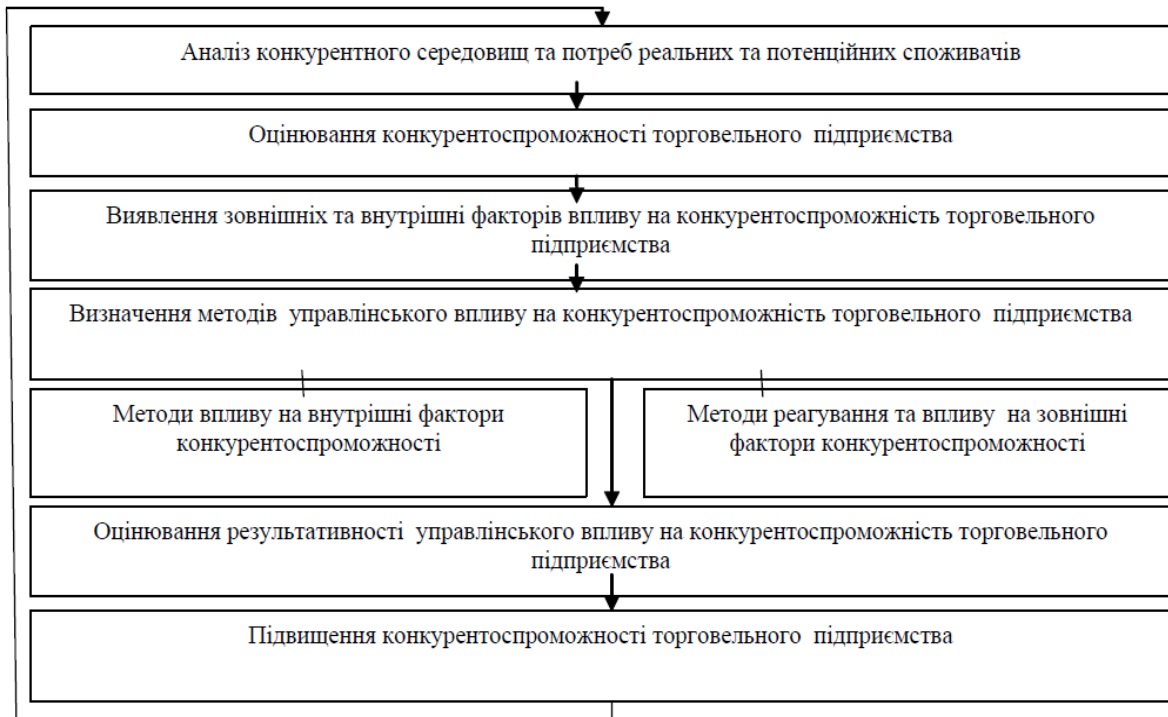 Аналіз конкурентного середовищ та потреб реальних та потенційних споживачів
Оцінювання конкурентоспроможності торговельного підприємства
Виявлення зовнішніх та внутрішні факторів впливу на конкурентоспроможність торговельного
підприємства
Визначення методів управлінського впливу на конкурентоспроможність торговельного підприємства
Методи впливу на внутрішні фактори
конкурентоспроможності
Методи реагування та впливу на зовнішні
фактори конкурентоспроможності
Оцінювання результативності управлінського впливу на конкурентоспроможність торговельного
підприємства
Підвищення конкурентоспроможності торговельного підприємства